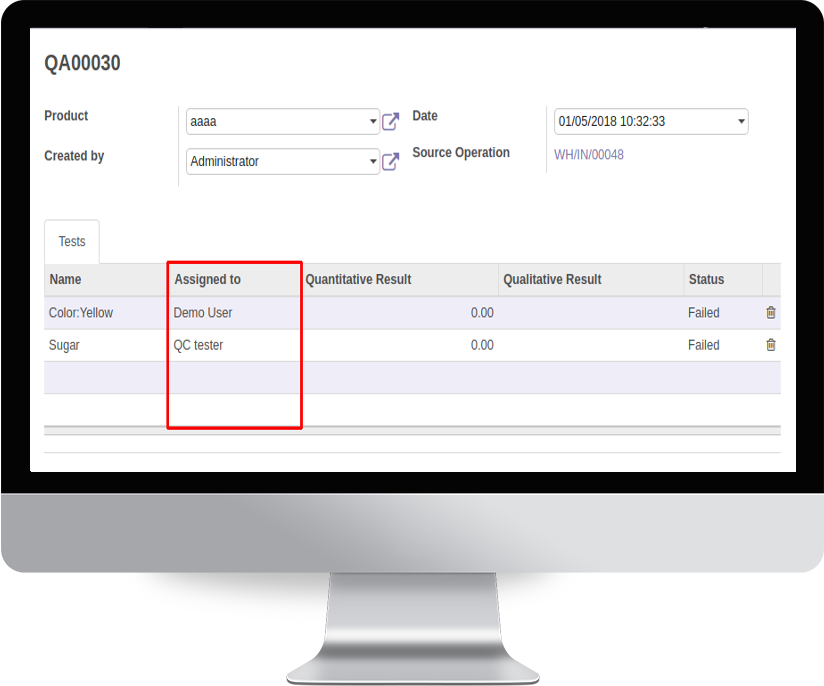 QA00030
Product aaaa Date 01/05/2018 10:32:33
Created by Administrator Source Operation WH/IN/00048
Tests
Name Assigned to Quantitative Result Qualitative Result Status
Color:Yellow Demo User 0.00 Failed
Sugar QC tester 0.00 Failed